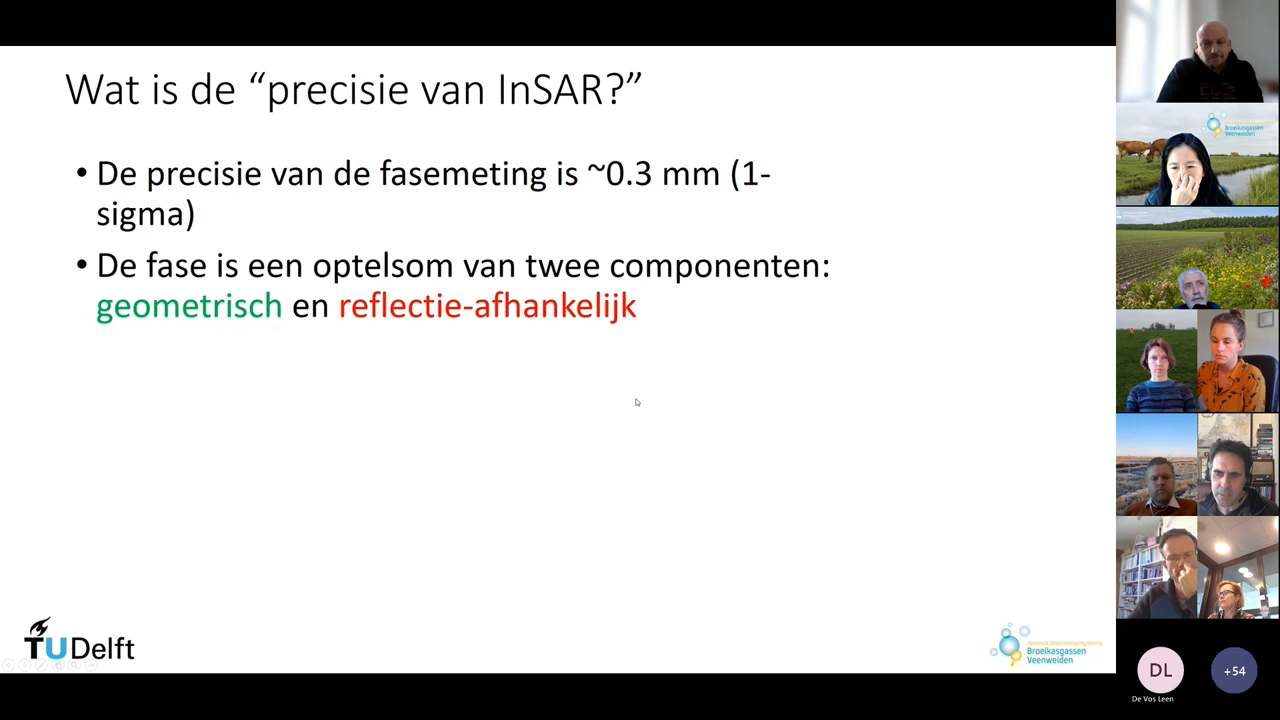 Wat is de “precisie van InSAR?”
• De precisie van de fasemeting is ~0.3 mm (1-
sigma)
• De fase is een optelsom van twee componenten:
geometrisch en reflectie-afhankelijk
TU Delft
Broeikasgassen
Veenweiden
Broeikasgassen
Veenweiden
DL
+54
De Vos Leen